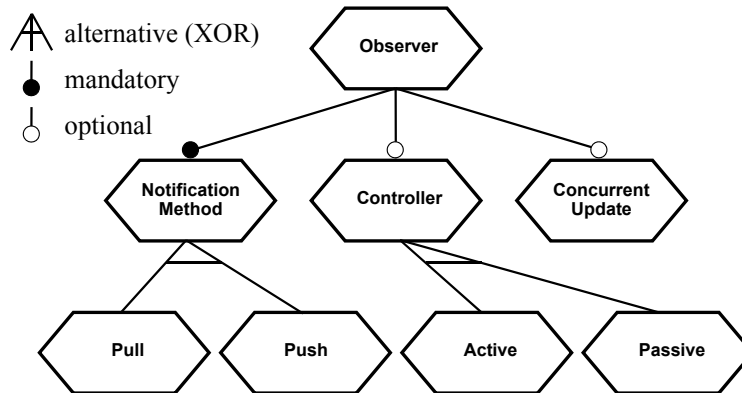 alternative (XOR)
mandatory
optional
Observer
Notification
Method
Controller
Concurrent
Update
Pull
Push
Active
Passive